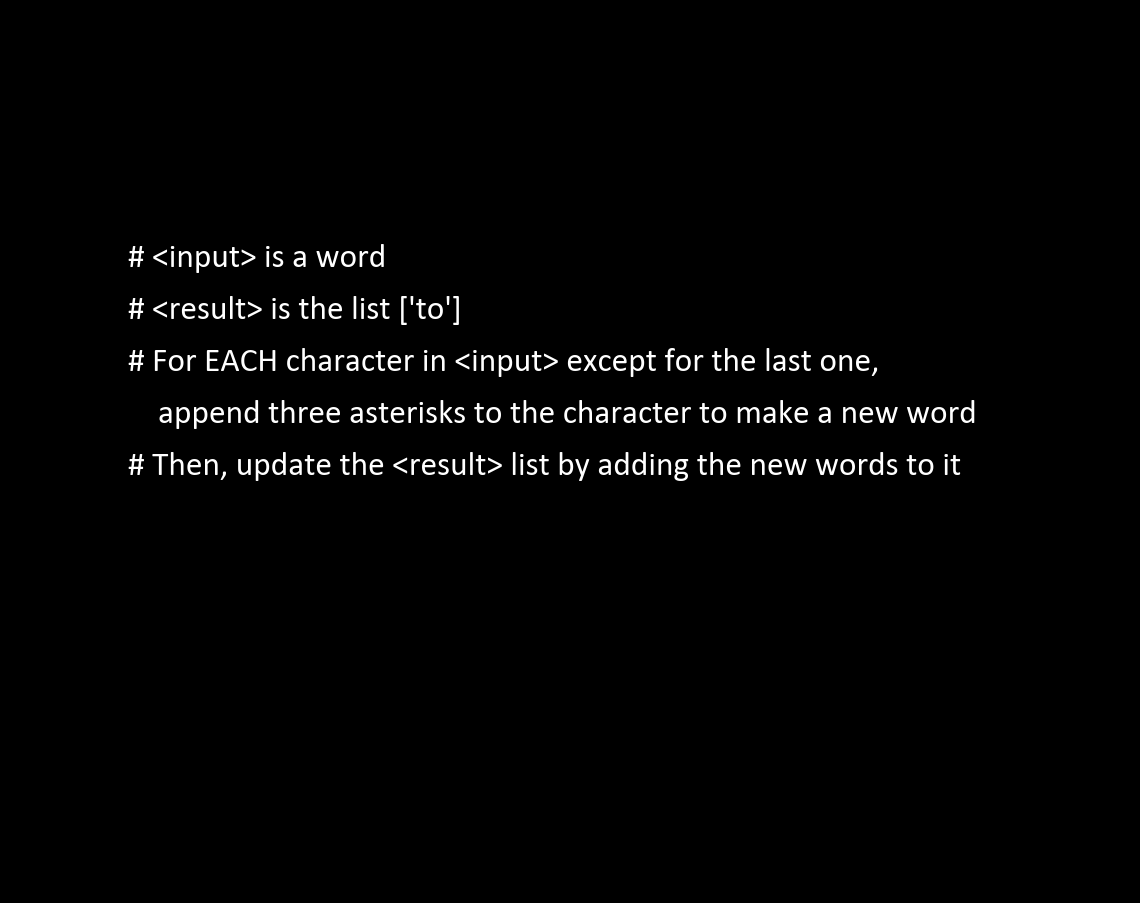 # <input> is a word
# <result> is the list ['to']
# For EACH character in <input> except for the last one,
append three asterisks to the character to make a new word
# Then, update the <result> list by adding the new words to it